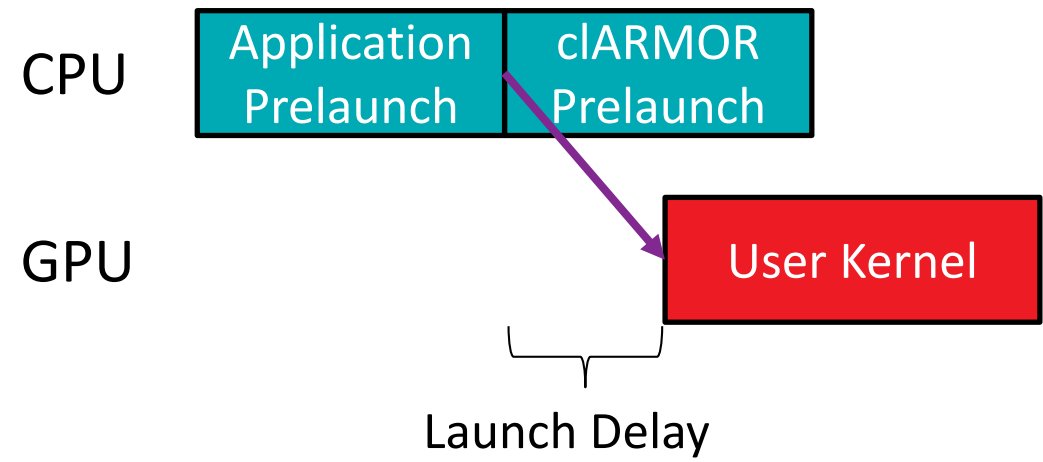 CPU
Application
Prelaunch
clARMOR
Prelaunch
GPU
User Kernel
Launch Delay